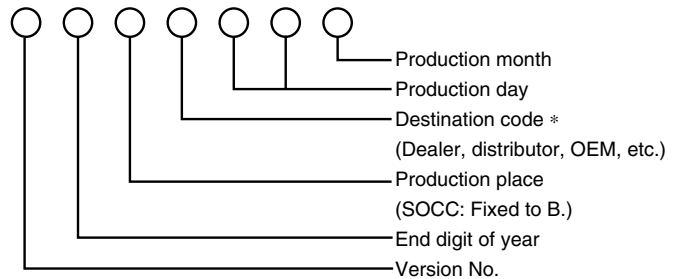 Production month
Production day
Destination code *
(Dealer, distributor, OEM, etc.)
Production place
(SOCC: Fixed to B.)
End digit of year
Version No.